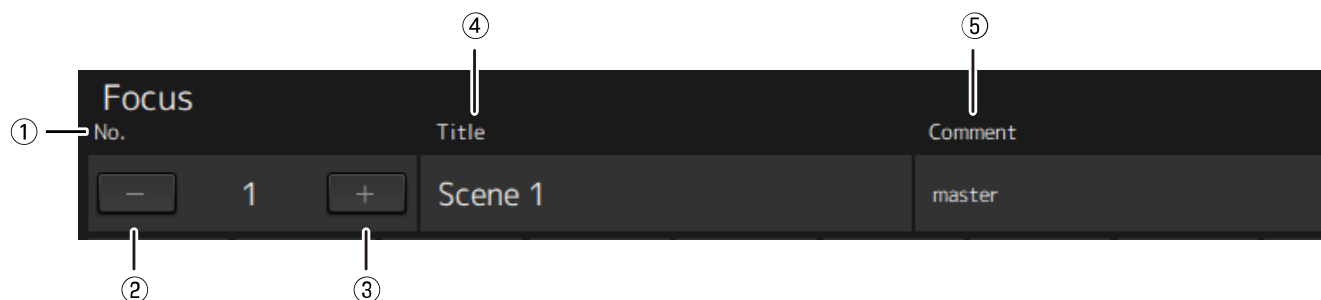 ④ ⑤
Focus
① No. Title Comment
− 1 + Scene 1 master
② ③